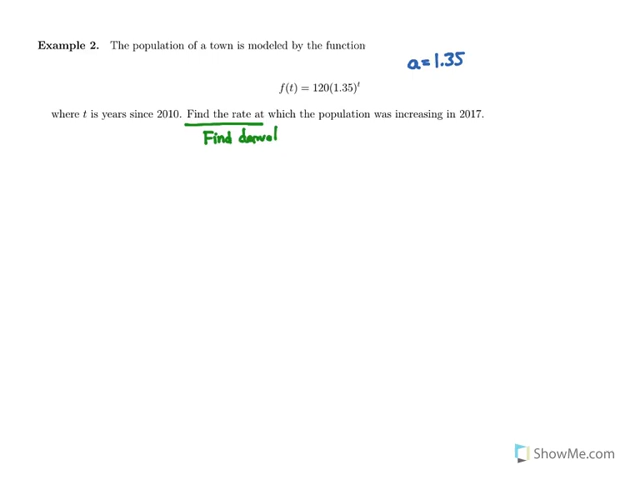 Example 2. The population of a town is modeled by the function
a = 1.35
f(t) = 120(1.35)^t
where t is years since 2010. Find the rate at which the population was increasing in 2017.
Find
ShowMe.com